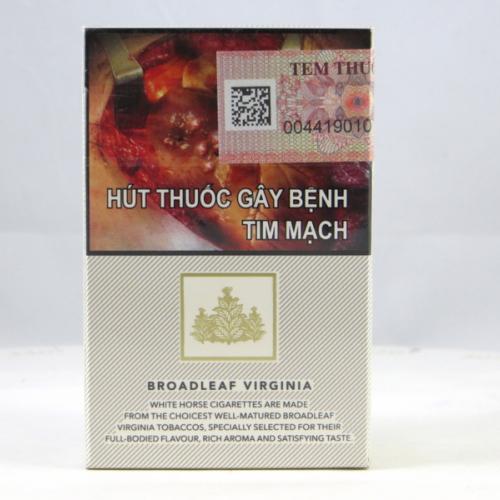 TEM THUỐ
004419010
HÚT THUỐC GÂY BỆNH
TIM MẠCH
BROADLEAF VIRGINIA
WHITE HORSE CIGARETTES ARE MADE
FROM THE CHOICEST WELL-MATURED BROADLEAF
VIRGINIA TOBACCOS, SPECIALLY SELECTED FOR THEIR
FULL-BODIED FLAVOUR, RICH AROMA AND SATISFYING TASTE.